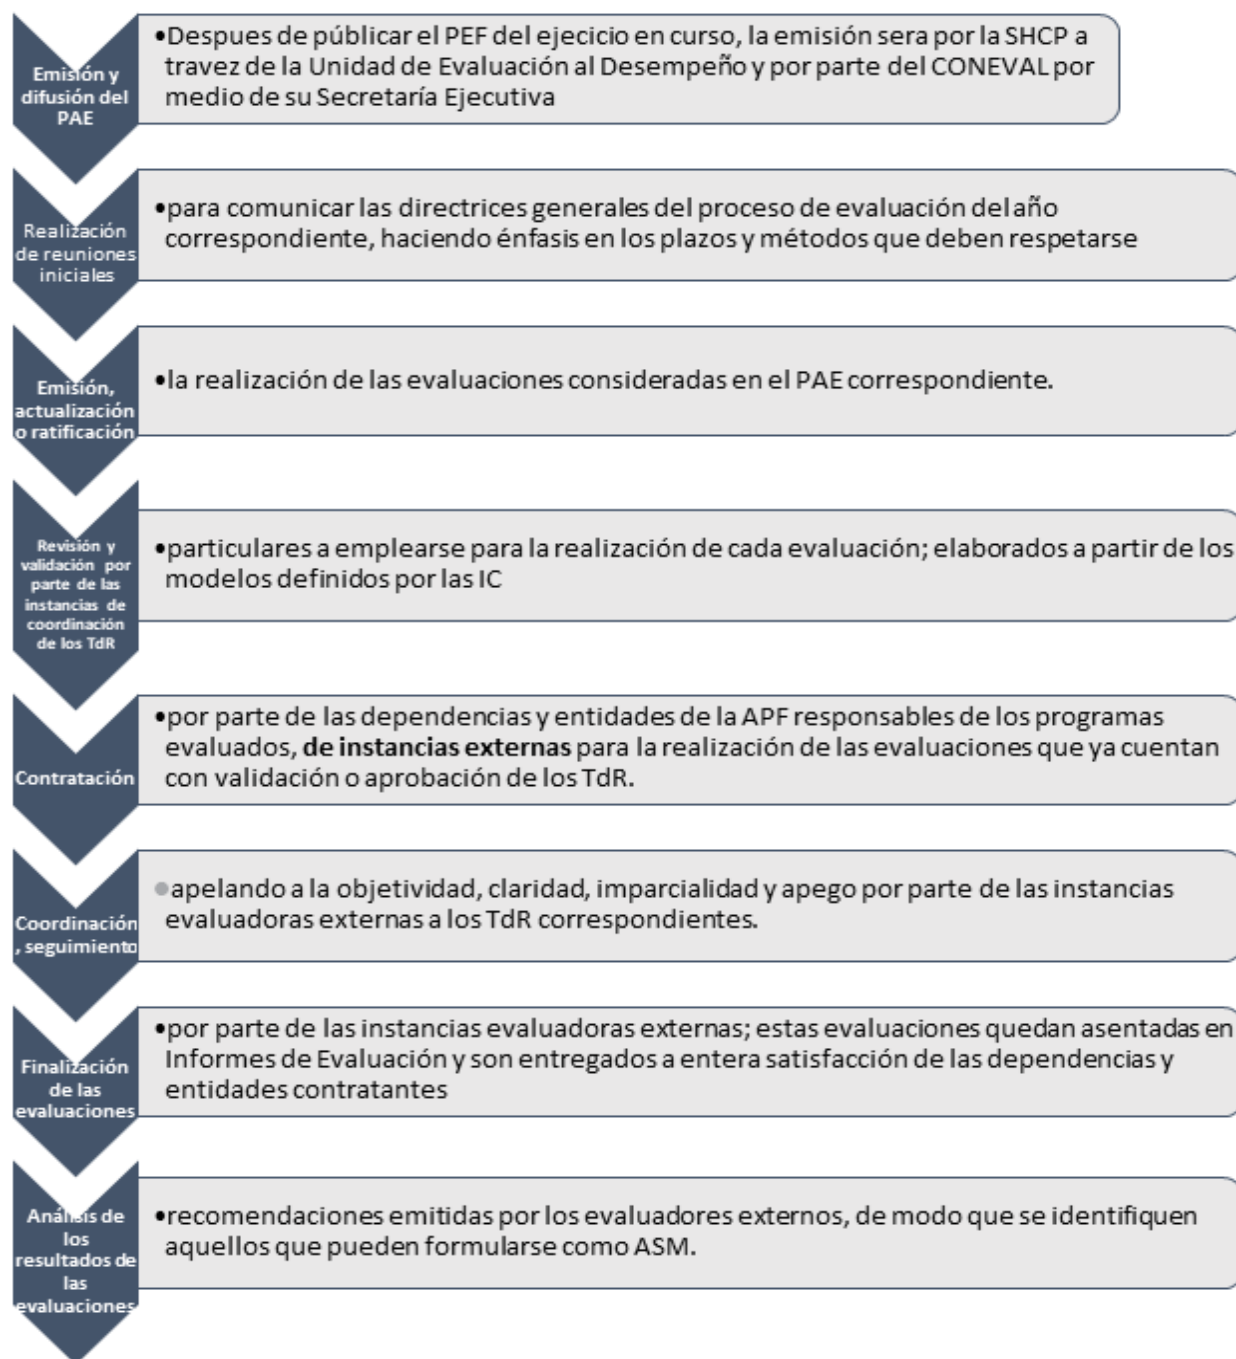 Emisión y
difusión del
PAE
•Despues de públicar el PEF del ejecicio en curso, la emisión sera por la SHCP a
travez de la Unidad de Evaluación al Desempeño y por parte del CONEVAL por
medio de su Secretaría Ejecutiva
Realización
de reuniones
iniciales
•para comunicar las directrices generales del proceso de evaluación del año
correspondiente, haciendo énfasis en los plazos y métodos que deben respetarse
Emisión,
actualización
o ratificación
•la realización de las evaluaciones consideradas en el PAE correspondiente.
Revisión y
validación por
parte de las
instancias de
coordinación
de los TdR
•particulares a emplearse para la realización de cada evaluación; elaborados a partir de los
modelos definidos por las IC
Contratación
•por parte de las dependencias y entidades de la APF responsables de los programas
evaluados, de instancias externas para la realización de las evaluaciones que ya cuentan
con validación o aprobación de los TdR.
Coordinación
, seguimiento
•apelando a la objetividad, claridad, imparcialidad y apego por parte de las instancias
evaluadoras externas a los TdR correspondientes.
Finalización
de las
evaluaciones
•por parte de las instancias evaluadoras externas; estas evaluaciones quedan asentadas en
Informes de Evaluación y son entregados a entera satisfacción de las dependencias y
entidades contratantes
Análisis de
los
resultados de
las
evaluaciones
•recomendaciones emitidas por los evaluadores externos, de modo que se identifiquen
aquellos que pueden formularse como ASM.